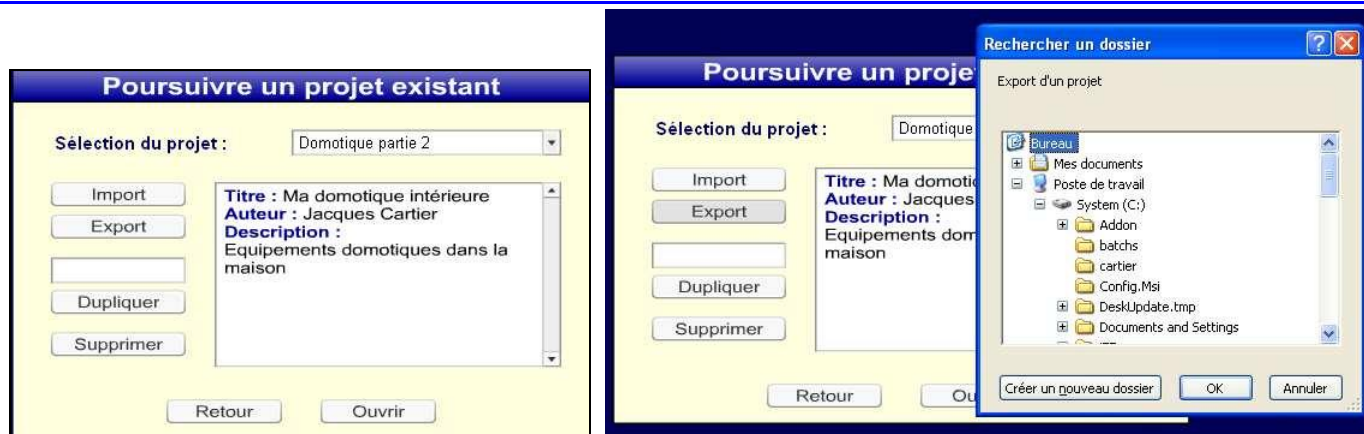 Poursuivre un projet existant
Sélection du projet :
Domotique partie 2
Import
Export
Dupliquer
Supprimer
Titre : Ma domotique intérieure
Auteur : Jacques Cartier
Description :
Equipements domotiques dans la
maison
Retour
Ouvrir
Poursuivre un proje
Sélection du projet :
Domotique
Import
Export
Dupliquer
Supprimer
Titre : Ma domotic
Auteur : Jacques
Description :
Equipements dom
maison
Retour
Ou
Rechercher un dossier
Export d'un projet
Bureau
Mes documents
Poste de travail
System (C:)
Addon
batchs
cartier
Config.Msi
DeskUpdate.tmp
Documents and Settings
Créer un nouveau dossier
OK
Annuler